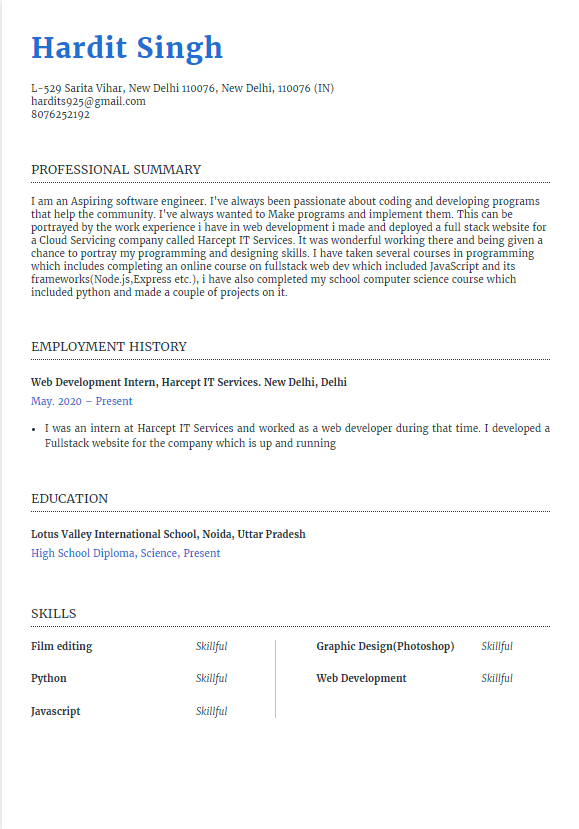 Hardit Singh
L-529 Sarita Vihar, New Delhi 110076, New Delhi, 110076 (IN)
hardits925@gmail.com
8076252192
PROFESSIONAL SUMMARY
I am an Aspiring software engineer. I've always been passionate about coding and developing programs
that help the community. I've always wanted to Make programs and implement them. This can be
portrayed by the work experience i have in web development i made and deployed a full stack website for
a Cloud Servicing company called Harcept IT Services. It was wonderful working there and being given a
chance to portray my programming and designing skills. I have taken several courses in programming
which includes completing an online course on fullstack web dev which included JavaScript and its
frameworks(Node.js,Express etc.), i have also completed my school computer science course which
included python and made a couple of projects on it.
EMPLOYMENT HISTORY
Web Development Intern, Harcept IT Services. New Delhi, Delhi
May. 2020 – Present
• I was an intern at Harcept IT Services and worked as a web developer during that time. I developed a
Fullstack website for the company which is up and running
EDUCATION
Lotus Valley International School, Noida, Uttar Pradesh
High School Diploma, Science, Present
SKILLS
Film editing Skillful
Python Skillful
Javascript Skillful
Graphic Design(Photoshop) Skillful
Web Development Skillful